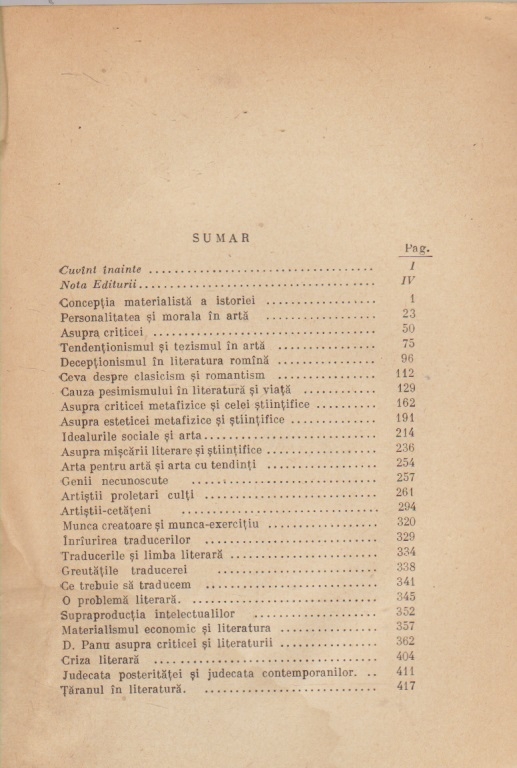 SUMAR
Pag.
Cuvînt înainte ................................... I
Nota Editurii.................................... IV
Concepția materialistă a istoriei ................. 1
Personalitatea și morala în artă ................. 23
Asupra criticei .................................. 50
Tendenționismul și tezismul în artă ............... 75
Decepționismul în literatura romînă ............... 96
Ceva despre clasicism și romantism ............... 112
Cauza pesimismului în literatură și viață ........... 129
Asupra criticei metafizice și celei științifice .......... 162
Asupra esteticei metafizice și științifice ............. 191
Idealurile sociale și arta.......................... 214
Asupra mișcării literare și științifice ................. 236
Arta pentru artă și arta cu tendinți ................. 254
Genii necunoscute ............................ 257
Artiștii proletari culți .......................... 261
Artiștii-cetățeni .............................. 294
Munca creatoare și munca-exercițiu ................. 320
Înrîurirea traducerilor .......................... 329
Traducerile și limba literară ...................... 334
Greutățile traducerei ........................ 338
Ce trebuie să traducem .......................... 341
O problemă literară. ............................ 345
Supraproducția intelectualilor ................... 352
Materialismul economic și literatura ............... 357
D. Panu asupra criticei și literaturii ............... 362
Criza literară .................................. 404
Judecata posterității și judecata contemporanilor. .. 411
Țăranul în literatură. .......................... 417